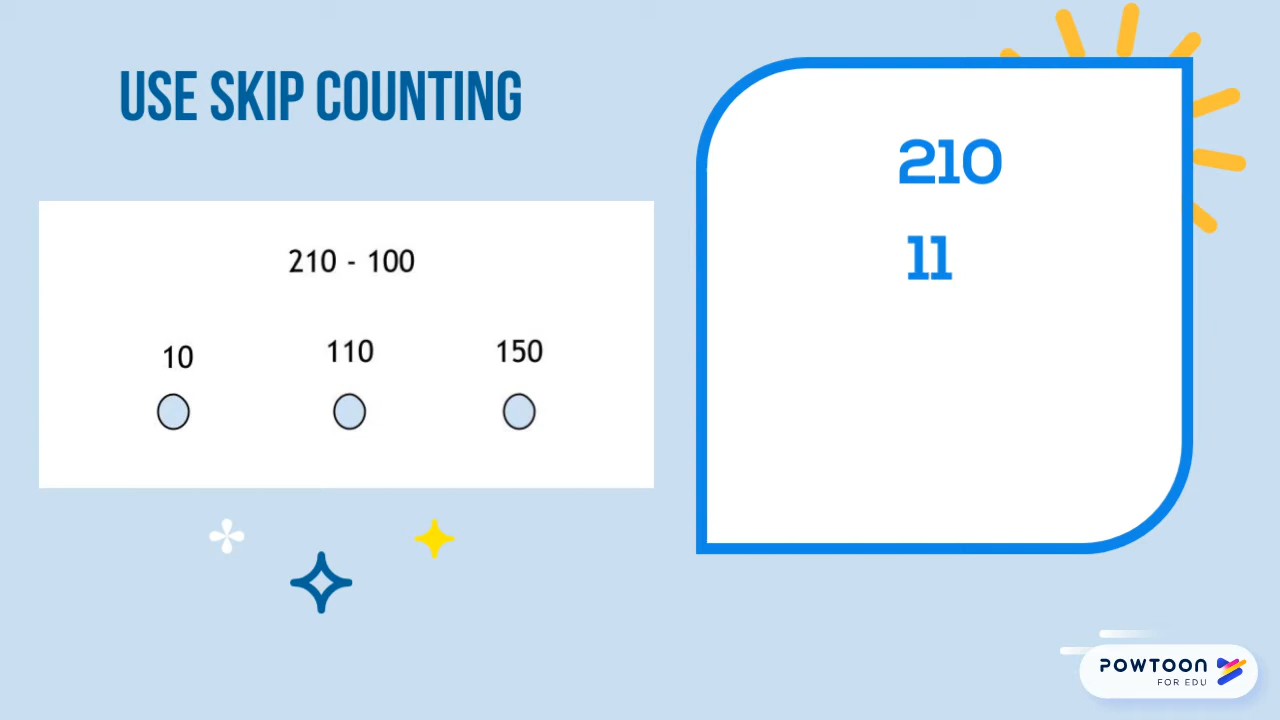 USE SKIP COUNTING
210 - 100
10 110 150
210
11
POWTOON
FOR EDU